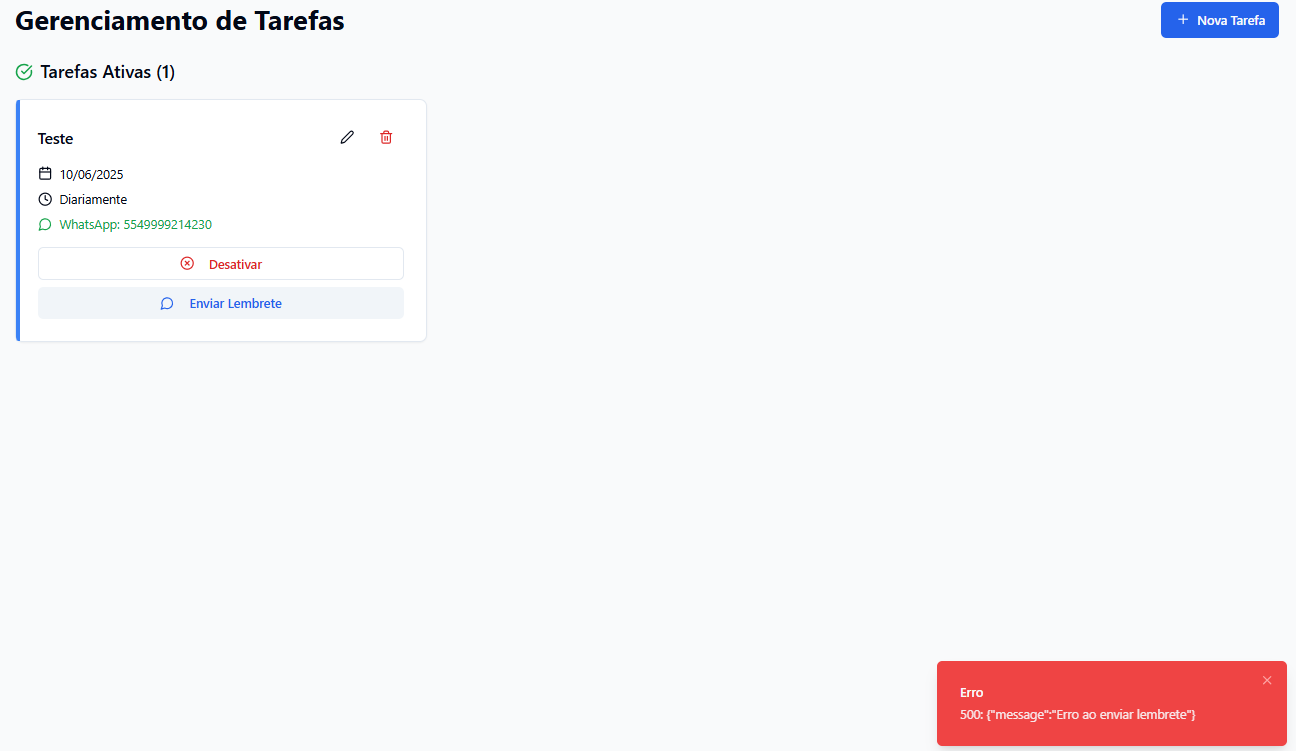 Gerenciamento de Tarefas
Nova Tarefa
Tarefas Ativas (1)
Teste
10/06/2025
Diariamente
WhatsApp: 5549999214230
Desativar
Enviar Lembrete
Erro
500: {"message":"Erro ao enviar lembrete"}